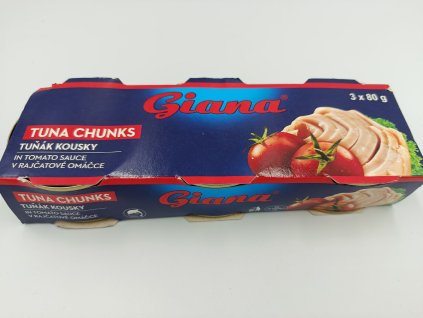 Giana®
3 x 80 g
TUNA CHUNKS
TUŇÁK KOUSKY
IN TOMATO SAUCE
V RAJČATOVÉ OMÁČCE
TUNA CHUNKS
TUŇÁK KOUSKY
IN TOMATO SAUCE
V RAJČATOVÉ OMÁČCE
Giana